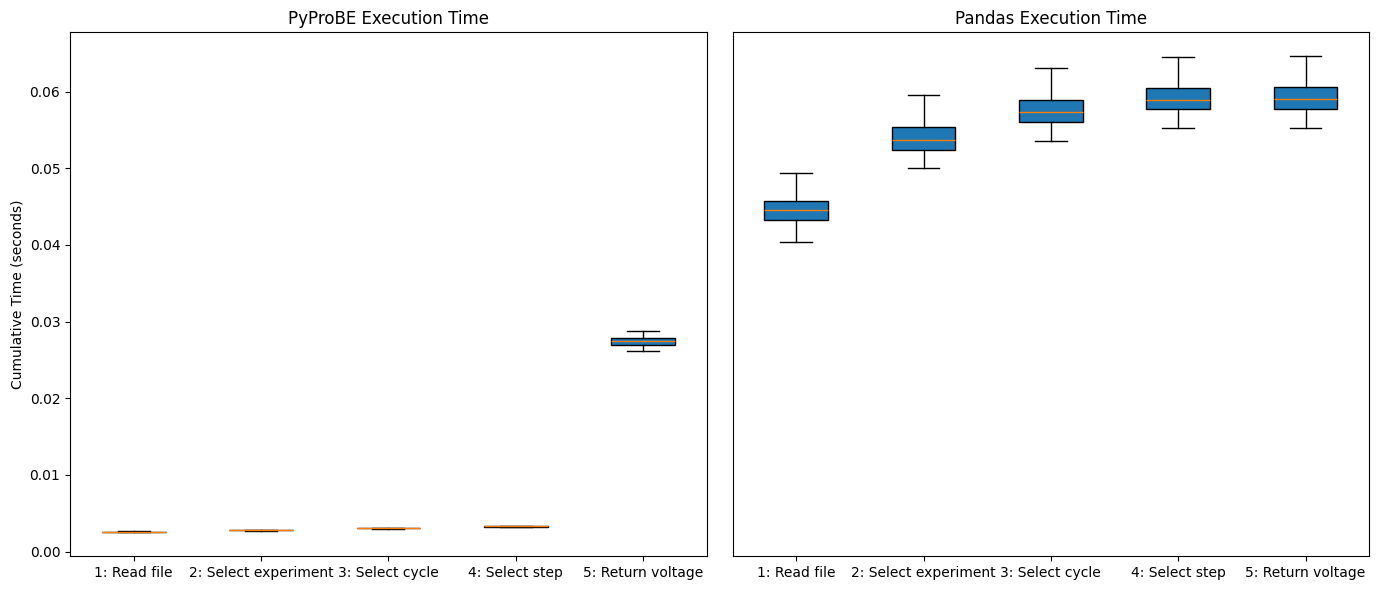 PyProBE Execution Time
Pandas Execution Time
Cumulative Time (seconds)
0.06
0.05
0.04
0.03
0.02
0.01
0.00
1: Read file 2: Select experiment 3: Select cycle 4: Select step 5: Return voltage
1: Read file 2: Select experiment 3: Select cycle 4: Select step 5: Return voltage